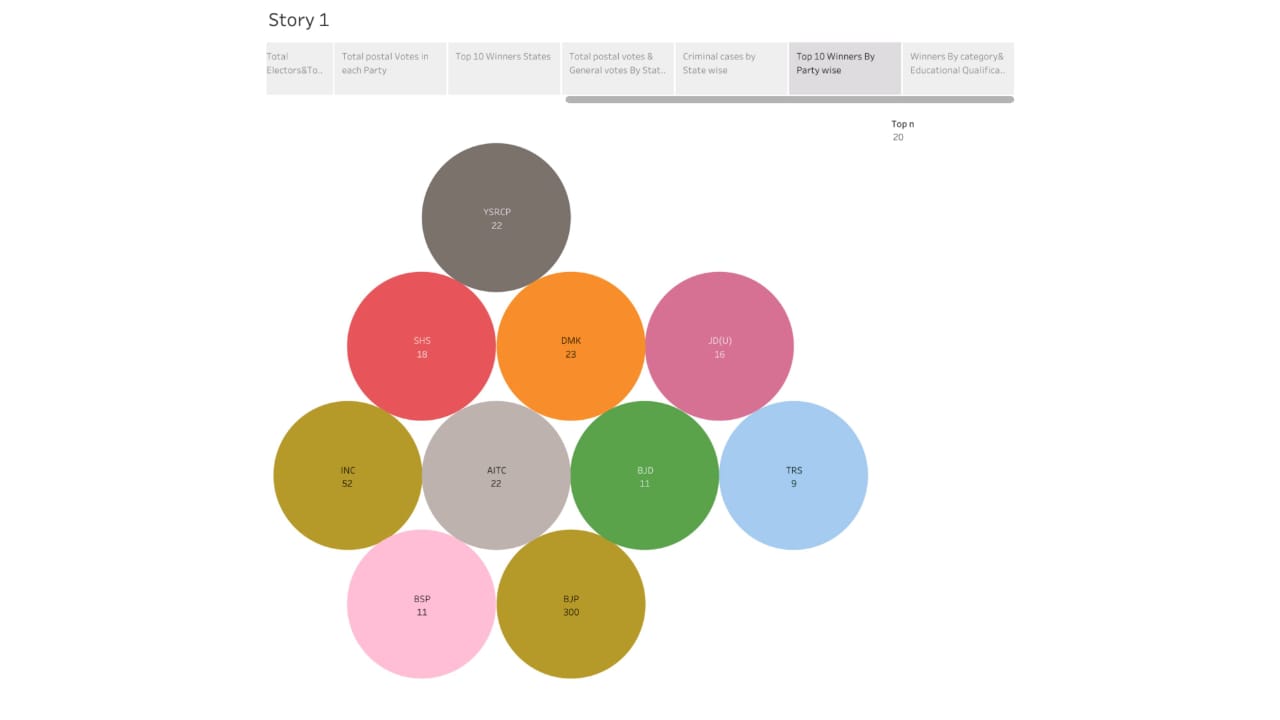 Story 1
Total
Electors&To..
Total postal Votes in
each Party
Top 10 Winners States
Total postal votes &
General votes By Stat..
Criminal cases by
State wise
Top 10 Winners By
Party wise
Winners By category&
Educational Qualifica..
Top n
20
YSRCP
22
SHS
18
DMK
23
JD(U)
16
INC
52
AITC
22
BJD
11
TRS
9
BSP
11
BJP
300